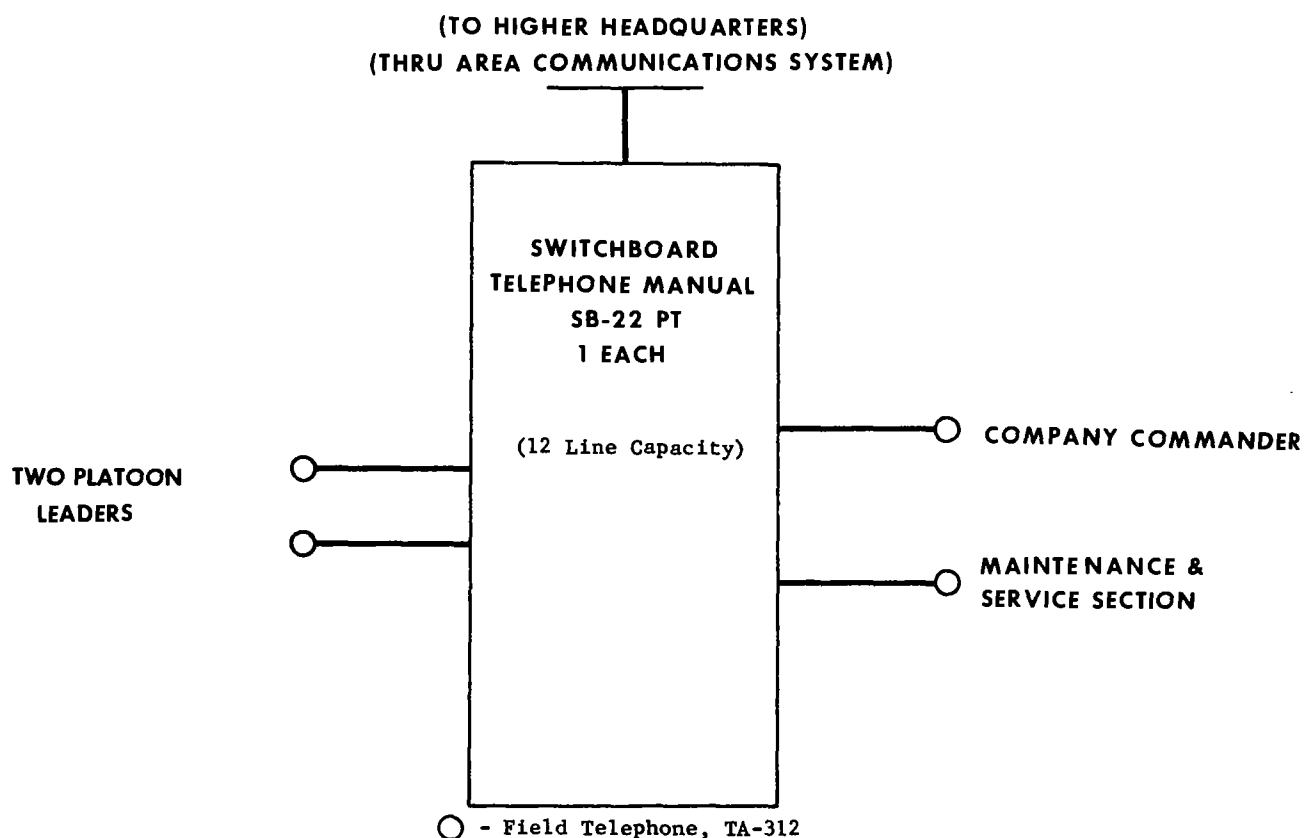 (TO HIGHER HEADQUARTERS)
(THRU AREA COMMUNICATIONS SYSTEM)
SWITCHBOARD
TELEPHONE MANUAL
SB-22 PT
1 EACH
(12 Line Capacity)
TWO PLATOON
LEADERS
COMPANY COMMANDER
MAINTENANCE &
SERVICE SECTION
- Field Telephone, TA-312